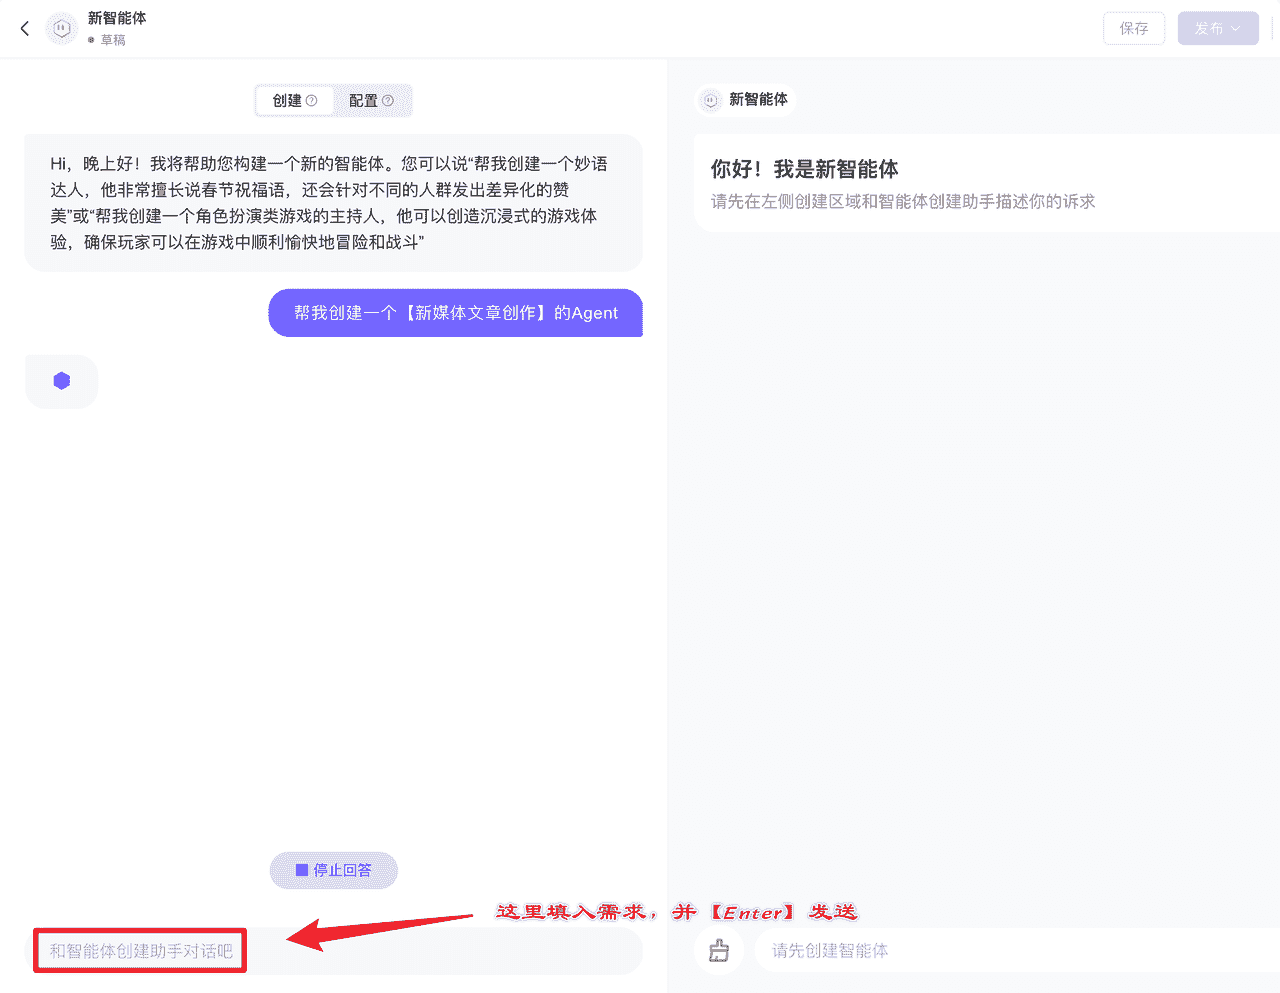 新智能体
草稿
保存
发布
创建
配置
新智能体
Hi，晚上好！我将帮助您构建一个新的智能体。您可以说“帮我创建一个妙语
达人，他非常擅长说春节祝福语，还会针对不同的人群发出差异化的赞
美”或“帮我创建一个角色扮演类游戏的主持人，他可以创造沉浸式的游戏体
验，确保玩家可以在游戏中顺利愉快地冒险和战斗”
你好！我是新智能体
请先在左侧创建区域和智能体创建助手描述你的诉求
帮我创建一个【新媒体文章创作】的Agent
停止回答
这里填入需求，并【Enter】发送
和智能体创建助手对话吧
请先创建智能体